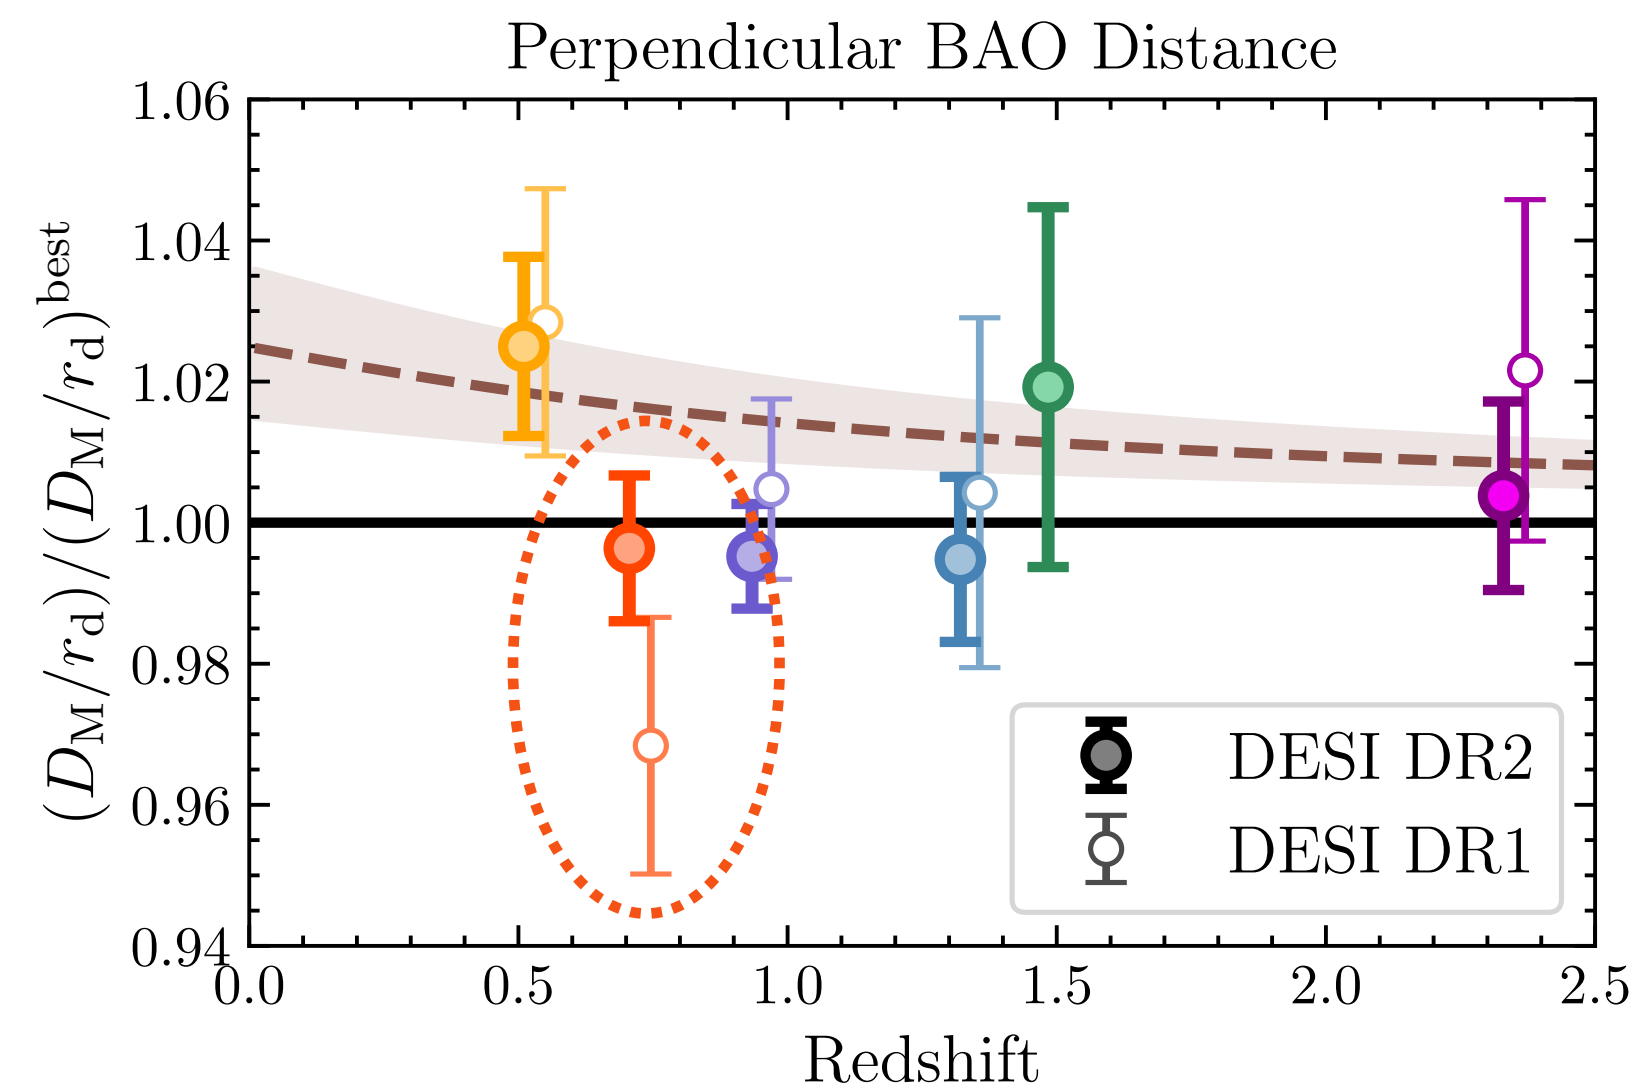 Perpendicular BAO Distance
(D_M/r_d)/(D_M/r_d)^best
1.06
1.04
1.02
1.00
0.98
0.96
0.94
DESI DR2
DESI DR1
0.0 0.5 1.0 1.5 2.0 2.5
Redshift